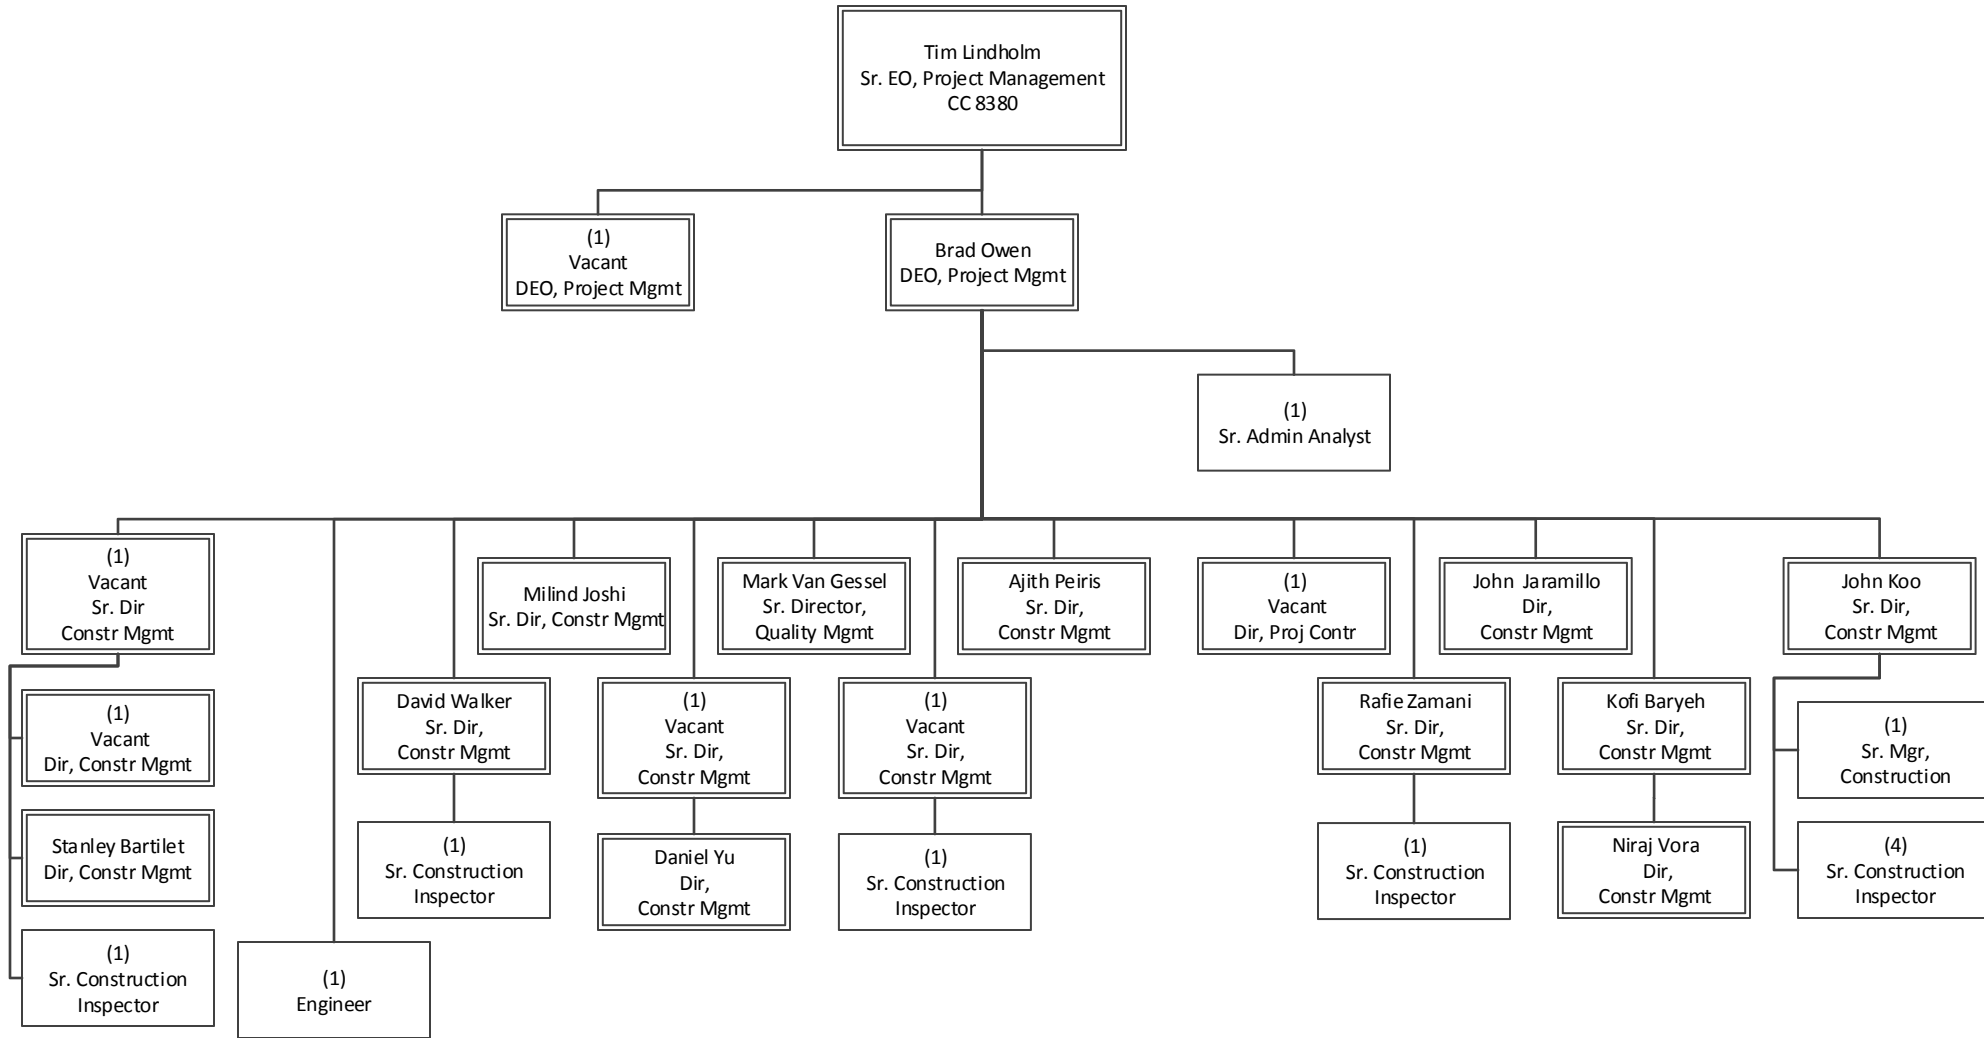 Tim Lindholm
Sr. EO, Project Management
CC 8380
(1)
Vacant
DEO, Project Mgmt
Brad Owen
DEO, Project Mgmt
(1)
Sr. Admin Analyst
(1)
Vacant
Sr. Dir
Constr Mgmt
Milind Joshi
Sr. Dir, Constr Mgmt
Mark Van Gessel
Sr. Director,
Quality Mgmt
Ajith Peiris
Sr. Dir,
Constr Mgmt
(1)
Vacant
Dir, Proj Contr
John Jaramillo
Dir,
Constr Mgmt
John Koo
Sr. Dir,
Constr Mgmt
(1)
Vacant
Dir, Constr Mgmt
David Walker
Sr. Dir,
Constr Mgmt
(1)
Vacant
Sr. Dir,
Constr Mgmt
(1)
Vacant
Sr. Dir,
Constr Mgmt
Rafie Zamani
Sr. Dir,
Constr Mgmt
Kofi Baryeh
Sr. Dir,
Constr Mgmt
(1)
Sr. Mgr,
Construction
Stanley Bartilet
Dir, Constr Mgmt
(1)
Sr. Construction
Inspector
Daniel Yu
Dir,
Constr Mgmt
(1)
Sr. Construction
Inspector
(1)
Sr. Construction
Inspector
Niraj Vora
Dir,
Constr Mgmt
(4)
Sr. Construction
Inspector
(1)
Sr. Construction
Inspector
(1)
Engineer